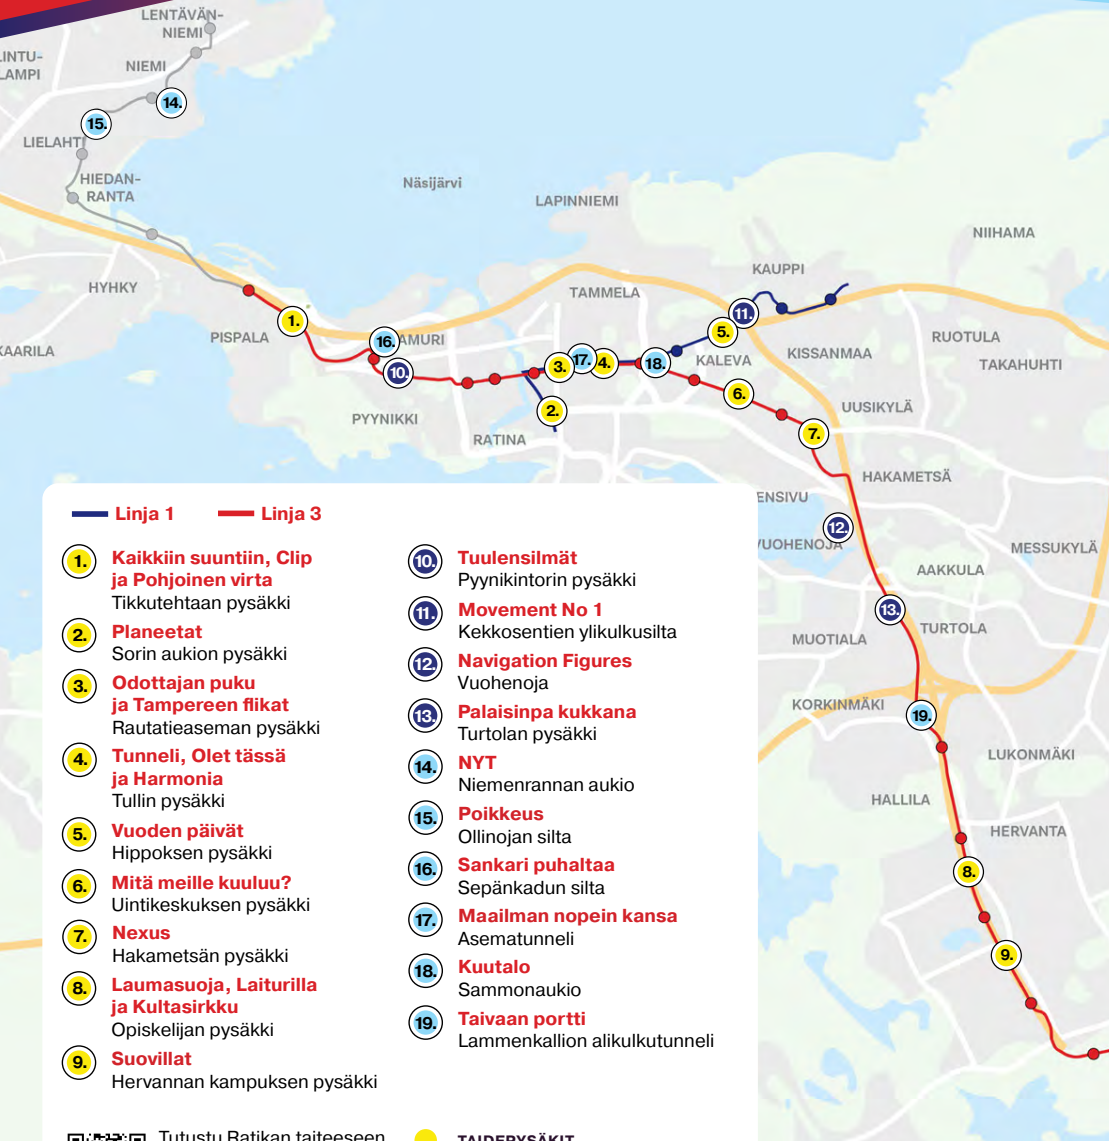 LENTÄVÄN-
NIEMI
NIEMI
14.
15.
LIELAHTI
HIEDAN-
RANTA
Näsijärvi
LAPINNIEMI
NIIHAMA
KAUPPI
HYHKY
TAMMELA
1.
11.
5.
PISPALA
16.
AMURI
RUOTULA
KISSANMAA
TAKAHUHTI
3.
17.
4.
18.
KALEVA
10.
6.
2.
PYYNIKKI
UUSIKYLÄ
RATINA
7.
HAKAMETSÄ
12.
MESSUKYLÄ
AAKKULA
13.
TURTOLA
MUOTIALA
KORKINMÄKI
19.
LUKONMÄKI
HALLILA
HERVANTA
8.
9.
Linja 1
Linja 3
1.
Kaikkiin suuntiin, Clip
ja Pohjoinen virta
Tikkutehtaan pysäkki
2.
Planeetat
Sorin aukion pysäkki
3.
Odottajan puku
ja Tampereen flikat
Rautatieaseman pysäkki
4.
Tunneli, Olet tässä
ja Harmonia
Tullin pysäkki
5.
Vuoden päivät
Hippoksen pysäkki
6.
Mitä meille kuuluu?
Uintikeskuksen pysäkki
7.
Nexus
Hakametsän pysäkki
8.
Laumasuoja, Laiturilla
ja Kultasirkku
Opiskelijan pysäkki
9.
Suovillat
Hervannan kampuksen pysäkki
10.
Tuulensilmät
Pyynikintorin pysäkki
11.
Movement No 1
Kekkosentien ylikulkusilta
12.
Navigation Figures
Vuohenoja
13.
Palaisinpa kukkana
Turtolan pysäkki
14.
NYT
Niemenrannan aukio
15.
Poikkeus
Ollinojan silta
16.
Sankari puhaltaa
Sepänkadun silta
17.
Maailman nopein kansa
Asematunneli
18.
Kuutalo
Sammonaukio
19.
Taivaan portti
Lammenkallion alikulkutunneli
Tutustu Ratikan taiteeseen
TAIDEPYSÄKIT